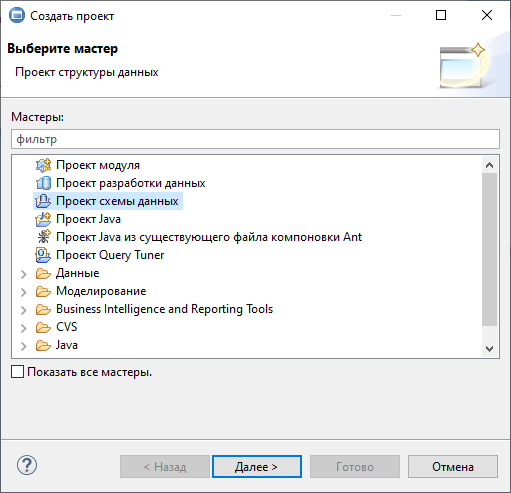 Создать проект
Выберите мастер
Проект структуры данных
Мастеры:
фильтр
Проект модуля
Проект разработки данных
Проект схемы данных
Проект Java
Проект Java из существующего файла компоновки Ant
Проект Query Tuner
Данные
Моделирование
Business Intelligence and Reporting Tools
CVS
Java
Показать все мастеры.
? < Назад Далее > Готово Отмена